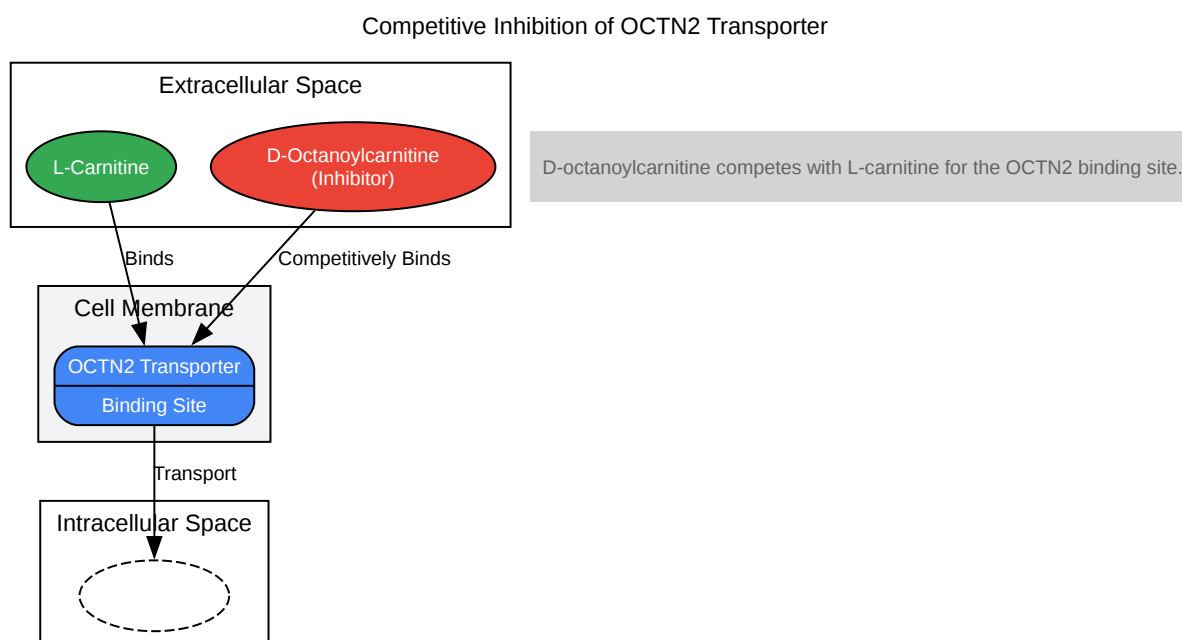 Competitive Inhibition of OCTN2 Transporter
Extracellular Space
L-Carnitine
D-Octanoylcarnitine
(Inhibitor)
D-octanoylcarnitine competes with L-carnitine for the OCTN2 binding site.
Binds
Competitively Binds
Cell Membrane
OCTN2 Transporter
Binding Site
Transport
Intracellular Space